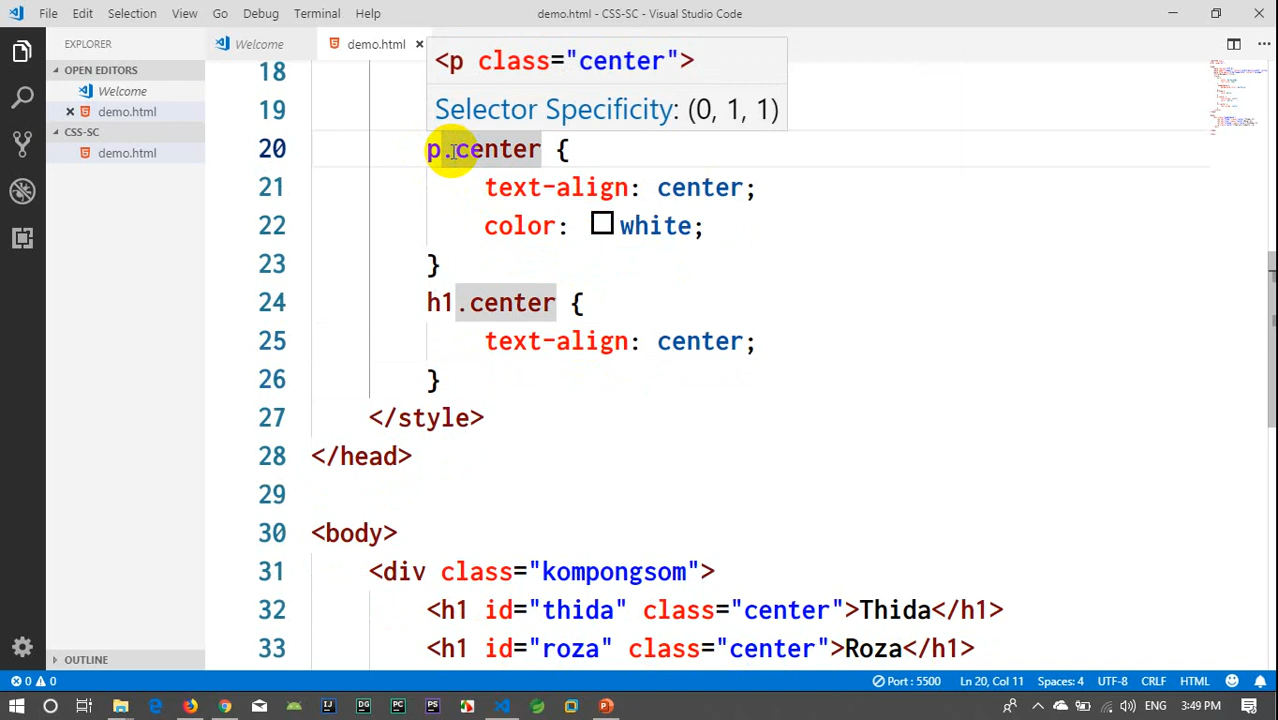 File Edit Selection View Go Debug Terminal Help
demo.html - CSS-SC - Visual Studio Code
EXPLORER
Welcome
demo.html
OPEN EDITORS
Welcome
demo.html
CSS-SC
demo.html
<p class="center">
Selector Specificity: (0, 1, 1)
18
19
20 p.center {
21 text-align: center;
22 color: white;
23 }
24 h1.center {
25 text-align: center;
26 }
27 </style>
28 </head>
29
30 <body>
31 <div class="kompongsom">
32 <h1 id="thida" class="center">Thida</h1>
33 <h1 id="roza" class="center">Roza</h1>
OUTLINE
0 0 Port : 5500 Ln 20, Col 11 Spaces: 4 UTF-8 CRLF HTML
IJ DG PC PS 3:49 PM